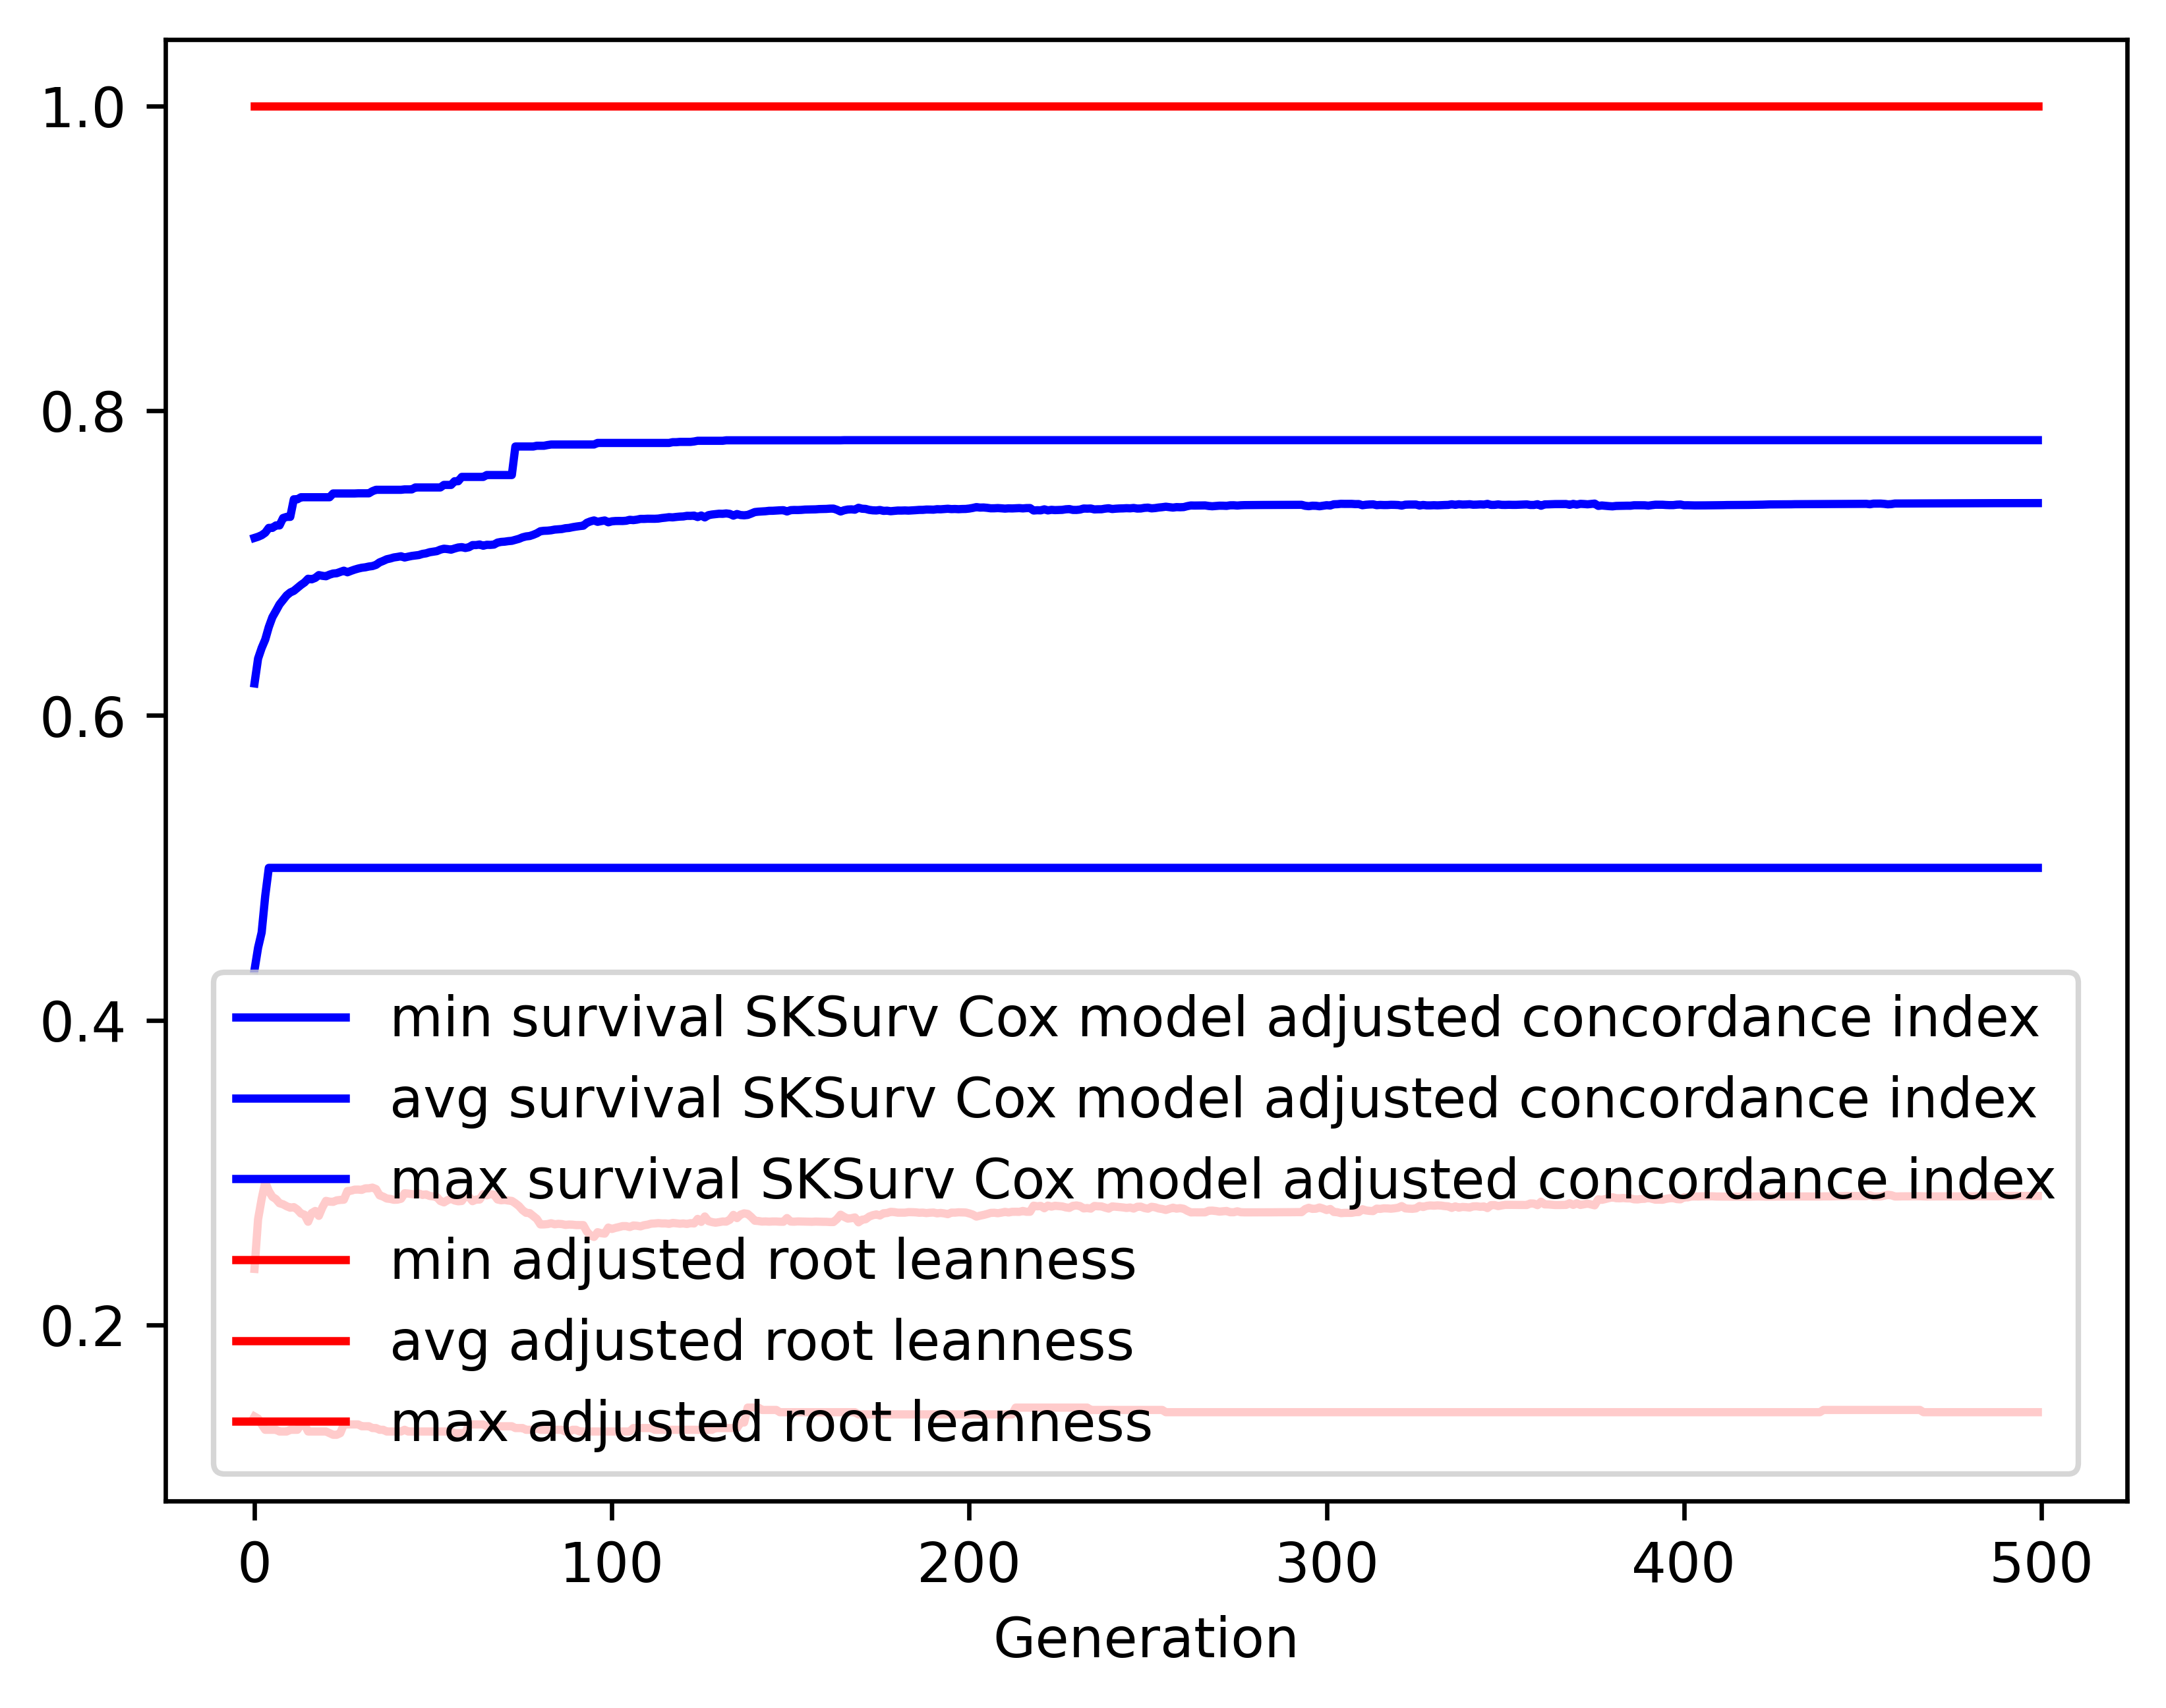 1.0
0.8
0.6
0.4
0.2
min survival SKSurv Cox model adjusted concordance index
avg survival SKSurv Cox model adjusted concordance index
max survival SKSurv Cox model adjusted concordance index
min adjusted root leanness
avg adjusted root leanness
max adjusted root leanness
0 100 200 300 400 500
Generation